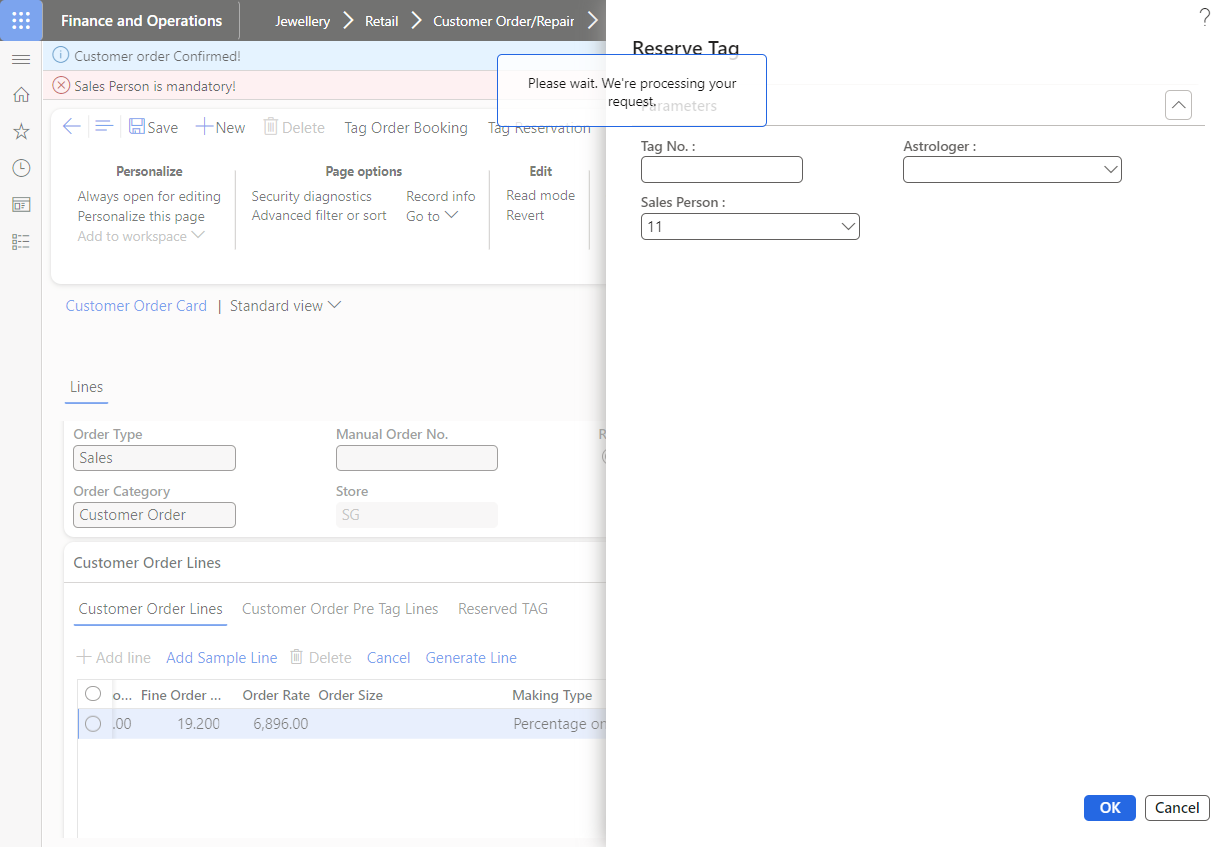 Finance and Operations
Jewellery
Retail
Customer Order/Repair
?
Customer order Confirmed!
Sales Person is mandatory!
Save
New
Delete
Tag Order Booking
Tag Reservation
Personalize
Always open for editing
Personalize this page
Add to workspace
Page options
Security diagnostics
Advanced filter or sort
Record info
Go to
Edit
Read mode
Revert
Customer Order Card | Standard view
Lines
Order Type
Sales
Manual Order No.
Order Category
Customer Order
Store
SG
Customer Order Lines
Customer Order Lines
Customer Order Pre Tag Lines
Reserved TAG
Add line
Add Sample Line
Delete
Cancel
Generate Line
o... Fine Order ... Order Rate Order Size Making Type
.00 19.200 6,896.00 Percentage on
Reserve Tag
Please wait. We're processing your
request.
Parameters
Tag No. :
Astrologer :
Sales Person :
11
OK
Cancel